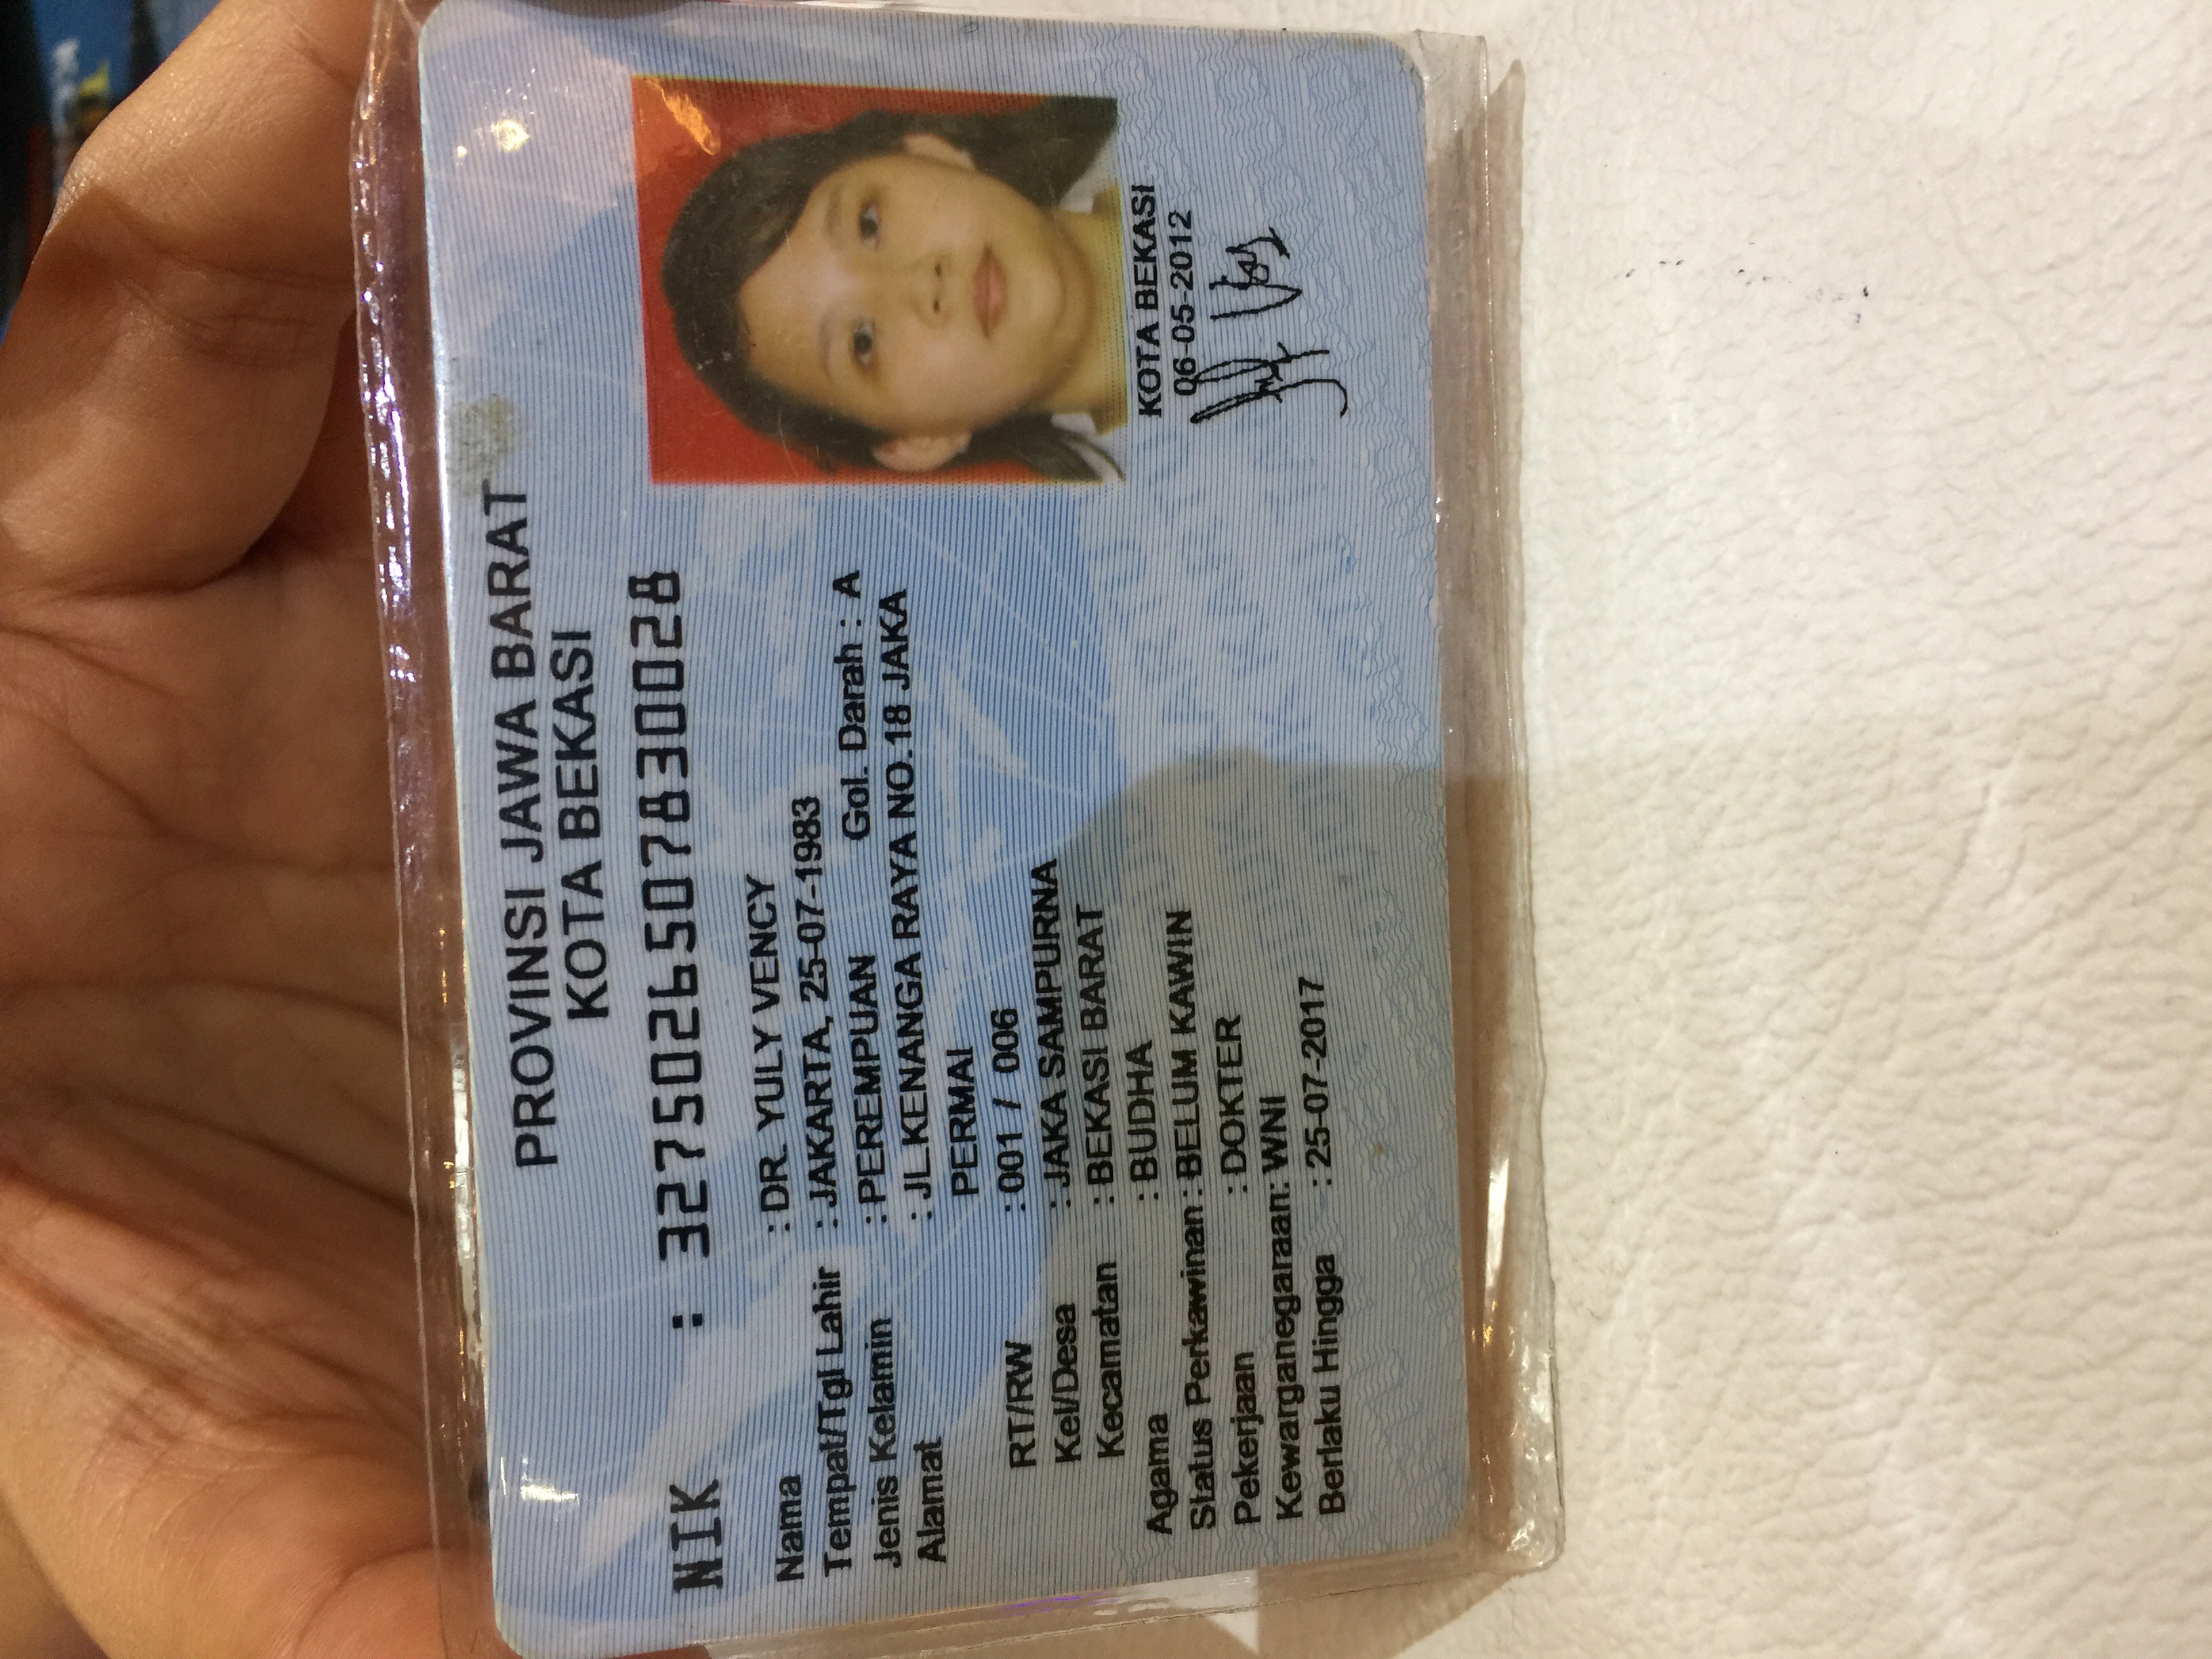 PROVINSI JAWA BARAT
KOTA BEKASI
NIK : 3275026507830028
Nama : DR. YULY VENCY
Tempat/Tgl Lahir : JAKARTA, 25-07-1983
Jenis Kelamin : PEREMPUAN Gol. Darah : A
Alamat : JL.KENANGA RAYA NO.18 JAKA
PERMAI
RT/RW : 001 / 006
Kel/Desa : JAKA SAMPURNA
Kecamatan : BEKASI BARAT
Agama : BUDHA
Status Perkawinan : BELUM KAWIN
Pekerjaan : DOKTER
Kewarganegaraan : WNI
Berlaku Hingga : 25-07-2017
KOTA BEKASI
06-05-2012